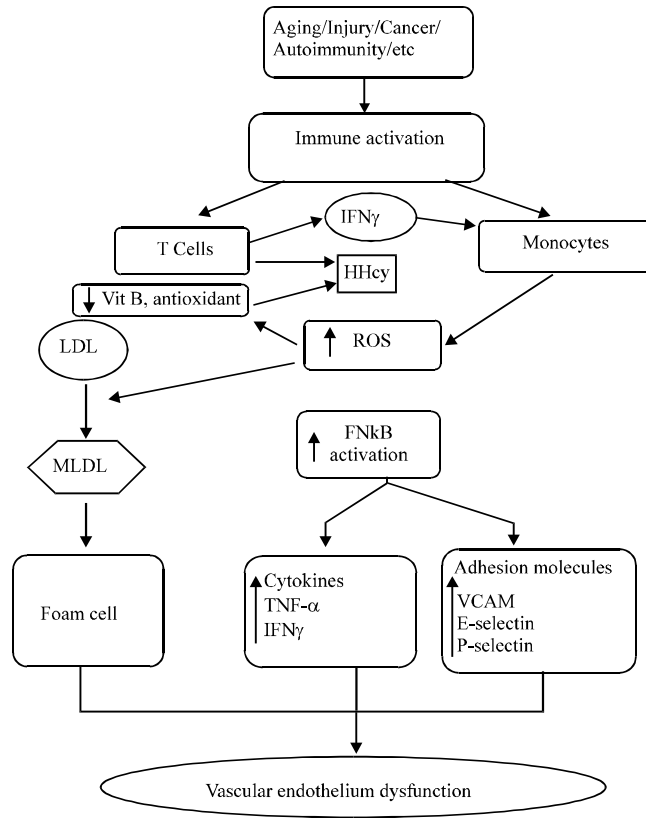 Aging/Injury/Cancer/
Autoimmunity/etc
Immune activation
IFNγ
T Cells
Monocytes
HHcy
Vit B, antioxidant
ROS
LDL
FNkB
activation
MLDL
Foam cell
Cytokines
TNF-α
IFNγ
Adhesion molecules
VCAM
E-selectin
P-selectin
Vascular endothelium dysfunction